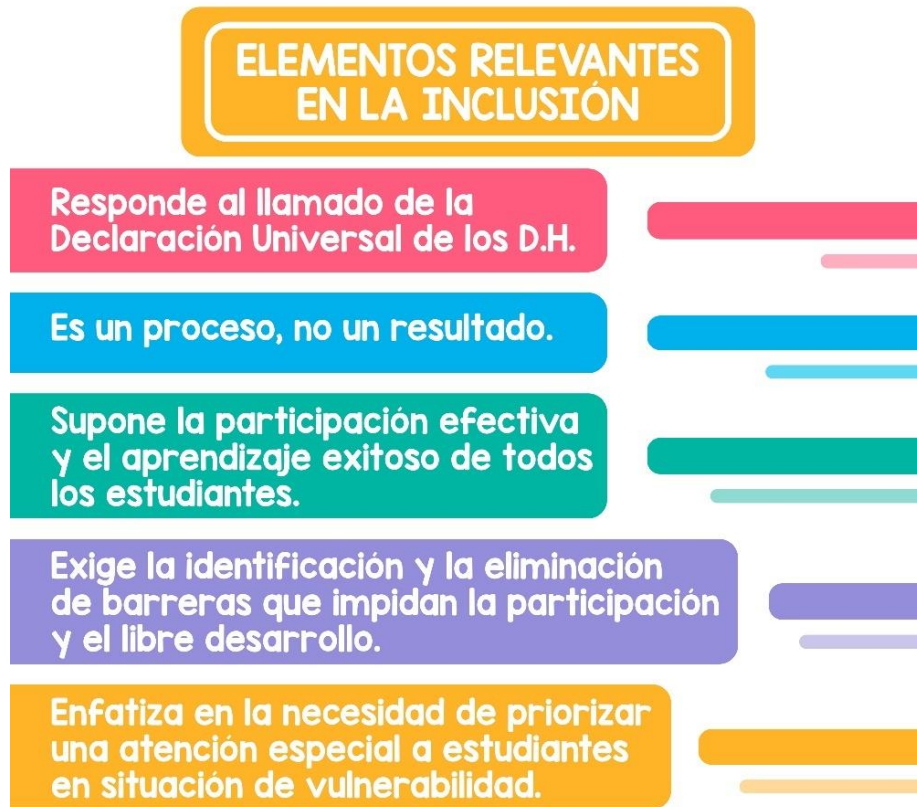 ELEMENTOS RELEVANTES
EN LA INCLUSIÓN
Responde al llamado de la
Declaración Universal de los D.H.
Es un proceso, no un resultado.
Supone la participación efectiva
y el aprendizaje exitoso de todos
los estudiantes.
Exige la identificación y la eliminación
de barreras que impidan la participación
y el libre desarrollo.
Enfatiza en la necesidad de priorizar
una atención especial a estudiantes
en situación de vulnerabilidad.